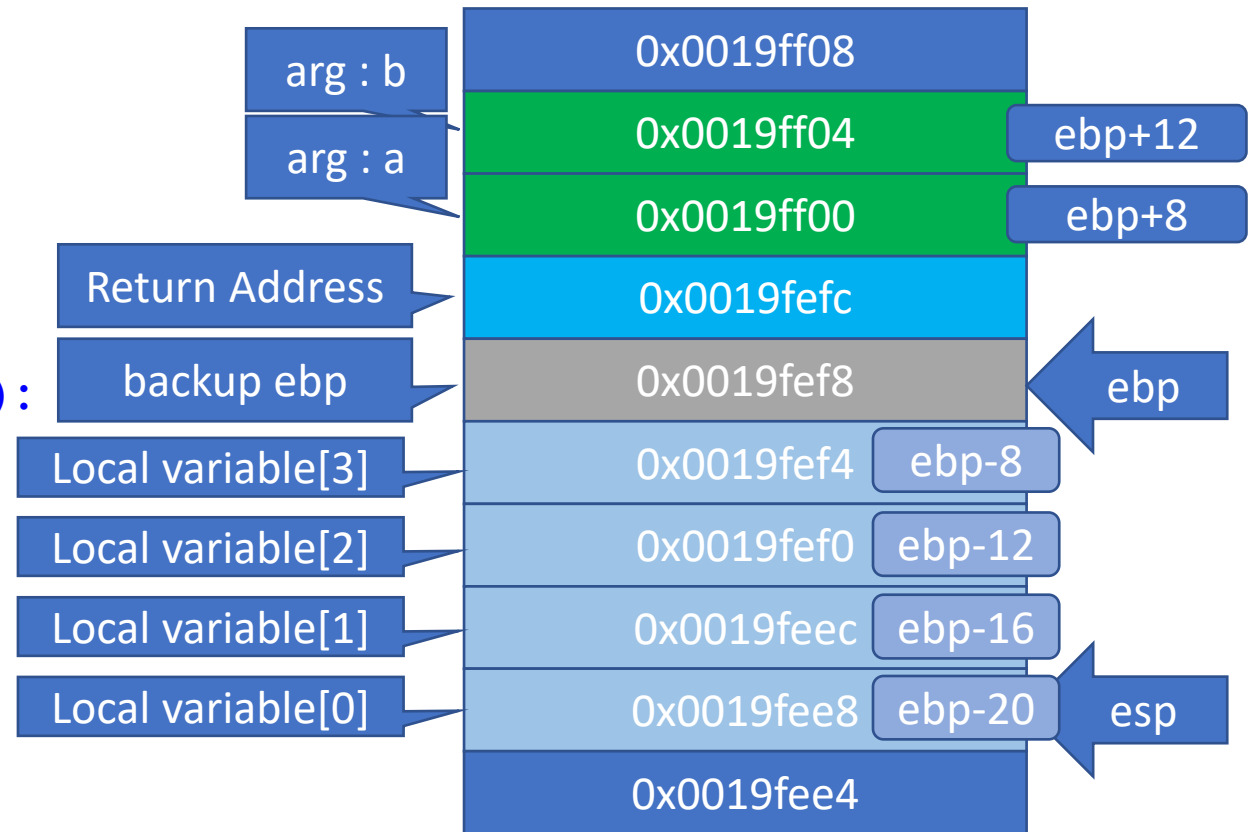 0x0019ff08
arg : b
0x0019ff04
ebp+12
arg : a
0x0019ff00
ebp+8
Return Address
0x0019fefc
) :
backup ebp
0x0019fef8
ebp
Local variable[3]
0x0019fef4
ebp-8
Local variable[2]
0x0019fef0
ebp-12
Local variable[1]
0x0019feec
ebp-16
Local variable[0]
0x0019fee8
ebp-20
esp
0x0019fee4